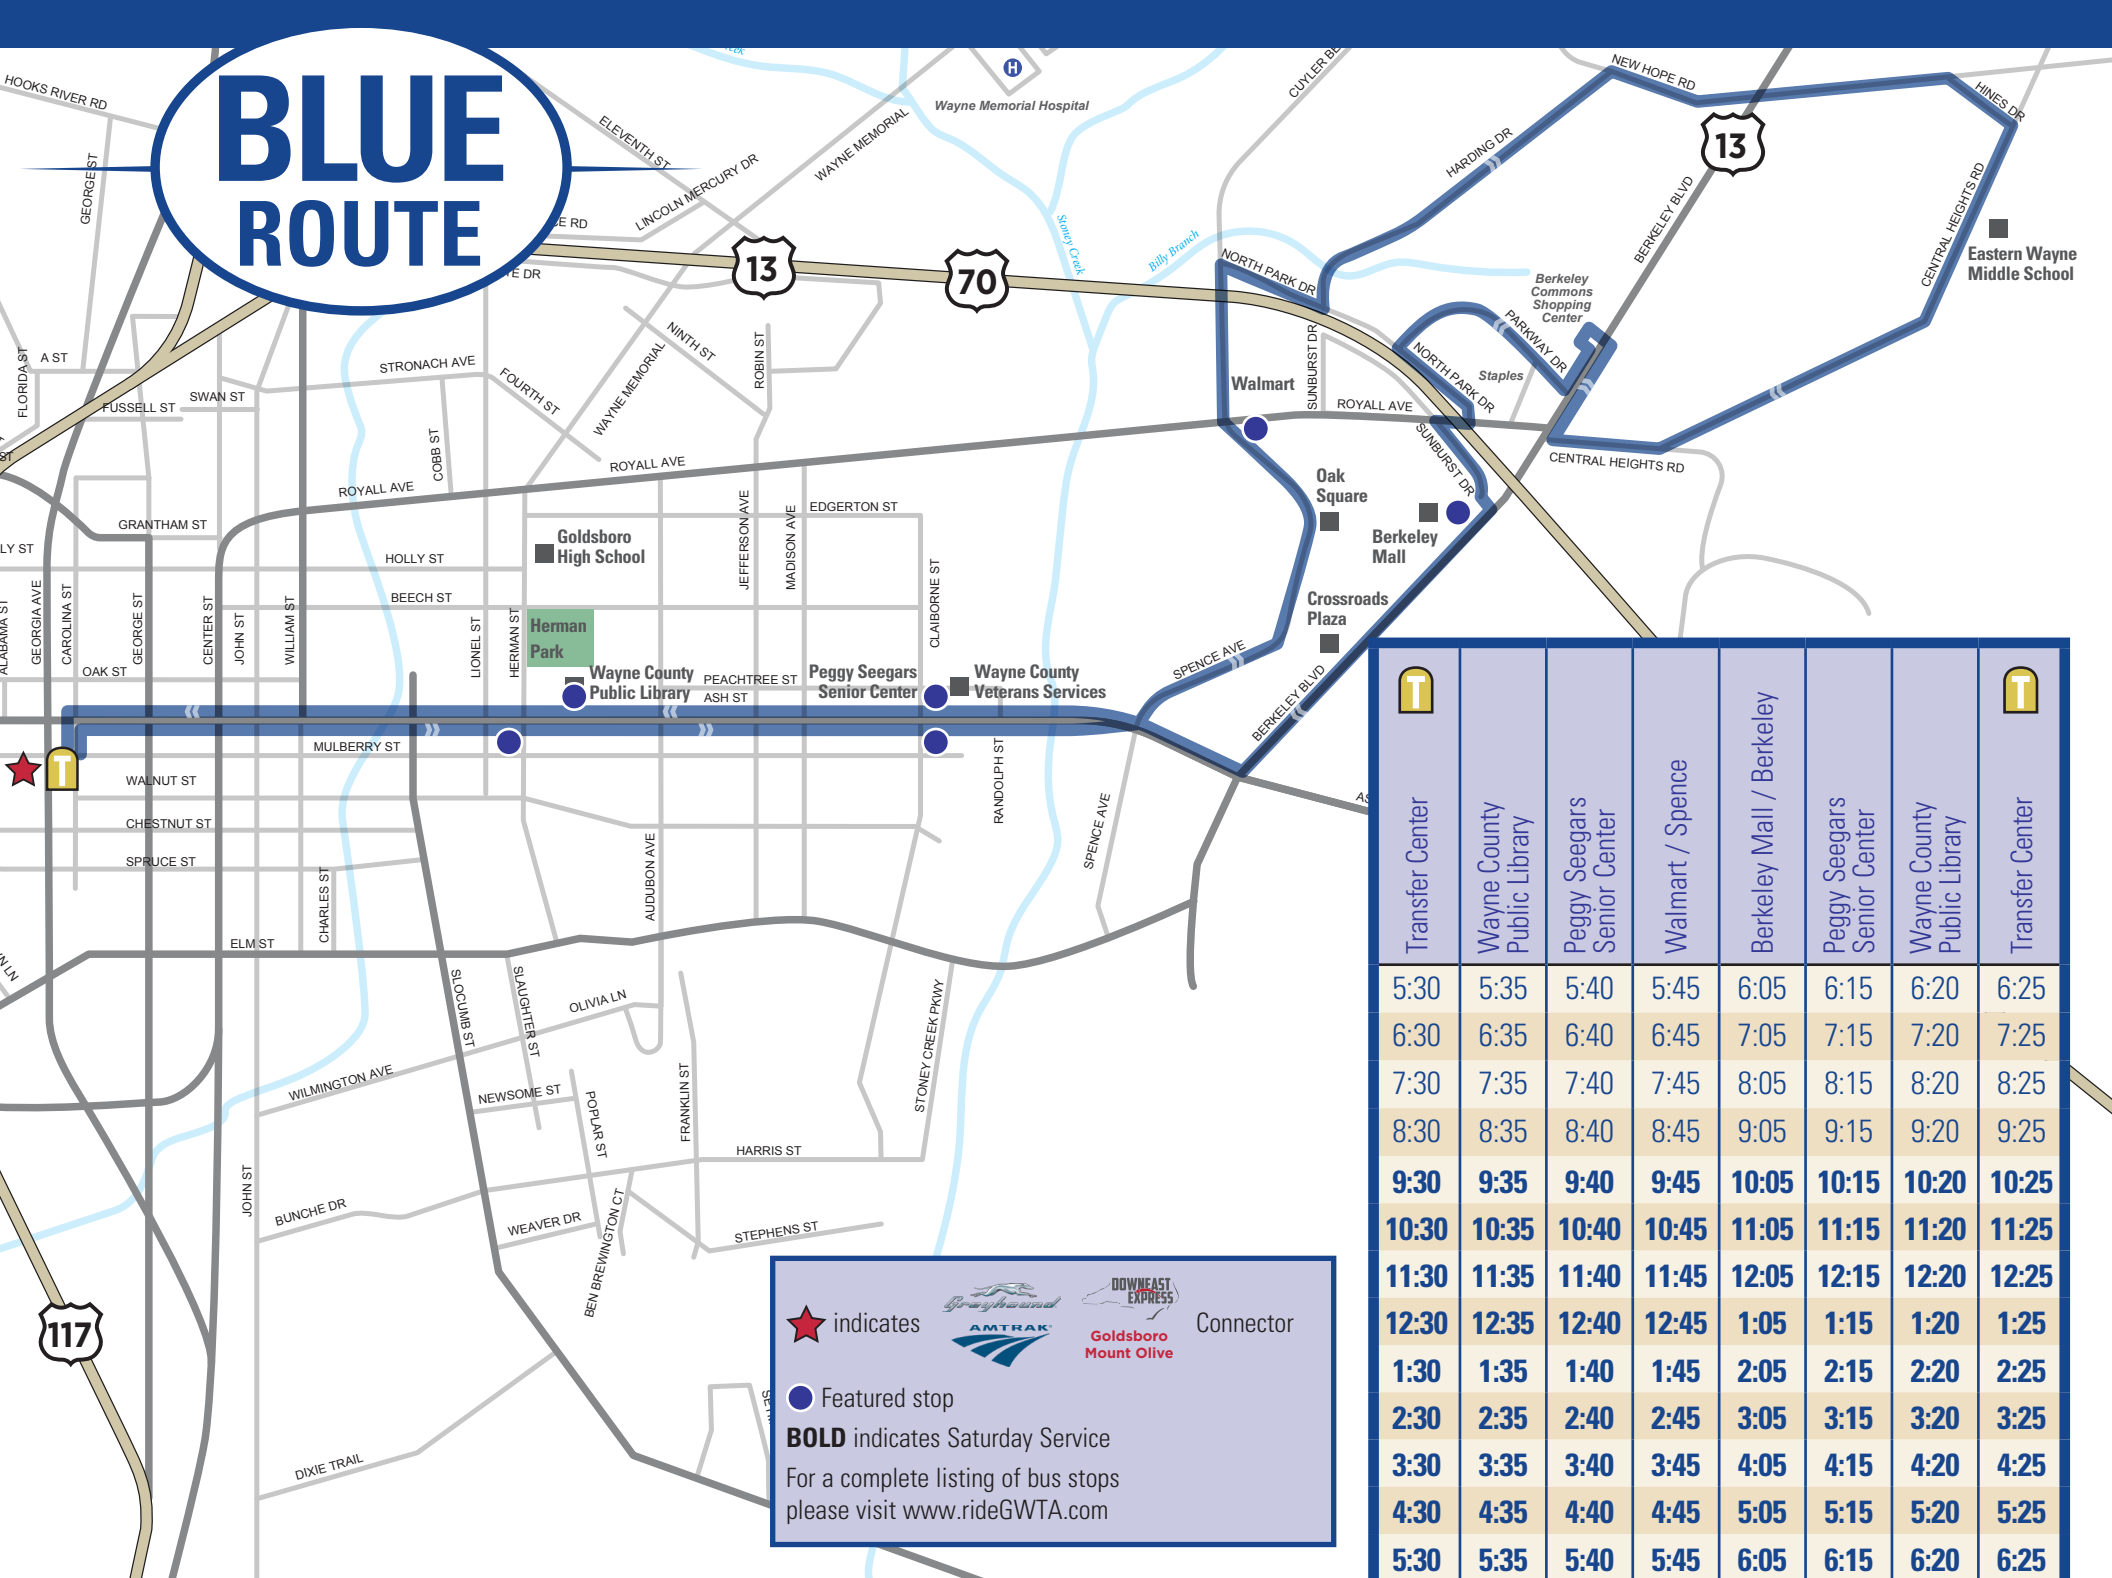 BLUE
ROUTE
HOOKS RIVER RD
GEORGE ST
ELEVENTH ST
LINCOLN MERCURY DR
WAYNE MEMORIAL
Wayne Memorial Hospital
H
CUYLER BE
NEW HOPE RD
HINES DR
HARDING DR
13
BERKELEY BLVD
CENTRAL HEIGHTS RD
Eastern Wayne
Middle School
E RD
13
70
Stoney Creek
Billy Branch
NORTH PARK DR
Berkeley
Commons
Shopping
Center
PARKWAY DR
NORTH PARK DR
Staples
SUNBURST DR
Walmart
ROYALL AVE
SUNBURST DR
CENTRAL HEIGHTS RD
FLORIDA ST
A ST
FUSSELL ST
SWAN ST
STRONACH AVE
FOURTH ST
NINTH ST
WAYNE MEMORIAL
ROBIN ST
COBB ST
ROYALL AVE
ROYALL AVE
Oak
Square
Berkeley
Mall
Crossroads
Plaza
GRANTHAM ST
LY ST
HOLLY ST
BEECH ST
EDGERTON ST
Goldsboro
High School
JEFFERSON AVE
MADISON AVE
CLAIBORNE ST
ALABAMA ST
GEORGIA AVE
CAROLINA ST
GEORGE ST
CENTER ST
JOHN ST
WILLIAM ST
LIONEL ST
HERMAN ST
Herman
Park
OAK ST
Wayne County
Public Library
PEACHTREE ST
ASH ST
Peggy Seegars
Senior Center
Wayne County
Veterans Services
SPENCE AVE
BERKELEY BLVD
T
MULBERRY ST
WALNUT ST
CHESTNUT ST
SPRUCE ST
CHARLES ST
ELM ST
RANDOLPH ST
SPENCE AVE
AUDUBON AVE
SLOCUMB ST
SLAUGHTER ST
OLIVIA LN
WILMINGTON AVE
NEWSOME ST
POPLAR ST
FRANKLIN ST
STONEY CREEK PKWY
HARRIS ST
JOHN ST
BUNCHE DR
WEAVER DR
BEN BREWINGTON CT
STEPHENS ST
DIXIE TRAIL
117
indicates
Greyhound
AMTRAK
DOWNEAST
EXPRESS
Goldsboro
Mount Olive
Connector
Featured stop
BOLD indicates Saturday Service
For a complete listing of bus stops
please visit www.rideGWTA.com
T T
Transfer Center
Wayne County
Public Library
Peggy Seegars
Senior Center
Walmart / Spence
Berkeley Mall / Berkeley
Peggy Seegars
Senior Center
Wayne County
Public Library
Transfer Center
5:30 5:35 5:40 5:45 6:05 6:15 6:20 6:25
6:30 6:35 6:40 6:45 7:05 7:15 7:20 7:25
7:30 7:35 7:40 7:45 8:05 8:15 8:20 8:25
8:30 8:35 8:40 8:45 9:05 9:15 9:20 9:25
9:30 9:35 9:40 9:45 10:05 10:15 10:20 10:25
10:30 10:35 10:40 10:45 11:05 11:15 11:20 11:25
11:30 11:35 11:40 11:45 12:05 12:15 12:20 12:25
12:30 12:35 12:40 12:45 1:05 1:15 1:20 1:25
1:30 1:35 1:40 1:45 2:05 2:15 2:20 2:25
2:30 2:35 2:40 2:45 3:05 3:15 3:20 3:25
3:30 3:35 3:40 3:45 4:05 4:15 4:20 4:25
4:30 4:35 4:40 4:45 5:05 5:15 5:20 5:25
5:30 5:35 5:40 5:45 6:05 6:15 6:20 6:25